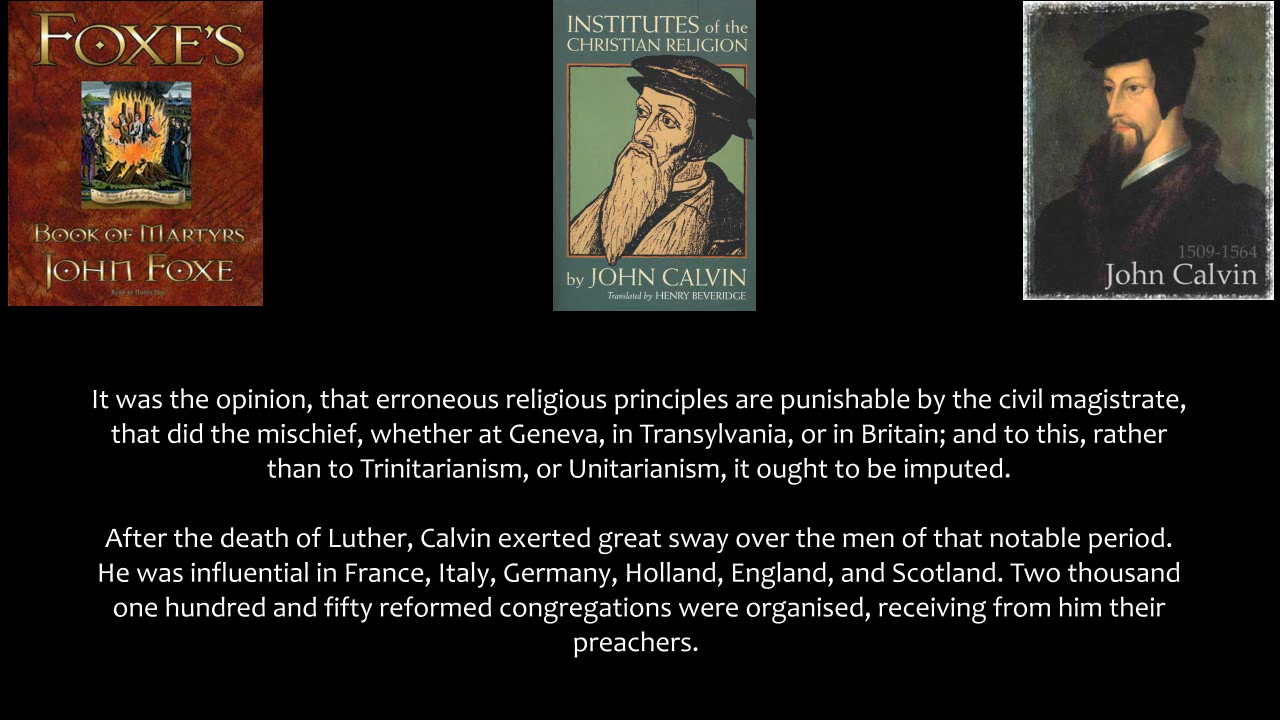 FOXE'S
BOOK OF MARTYRS
JOHN FOXE
INSTITUTES of the
CHRISTIAN RELIGION
by JOHN CALVIN
Translated by HENRY BEVERIDGE
1509-1564
John Calvin
It was the opinion, that erroneous religious principles are punishable by the civil magistrate,
that did the mischief, whether at Geneva, in Transylvania, or in Britain; and to this, rather
than to Trinitarianism, or Unitarianism, it ought to be imputed.
After the death of Luther, Calvin exerted great sway over the men of that notable period.
He was influential in France, Italy, Germany, Holland, England, and Scotland. Two thousand
one hundred and fifty reformed congregations were organised, receiving from him their
preachers.